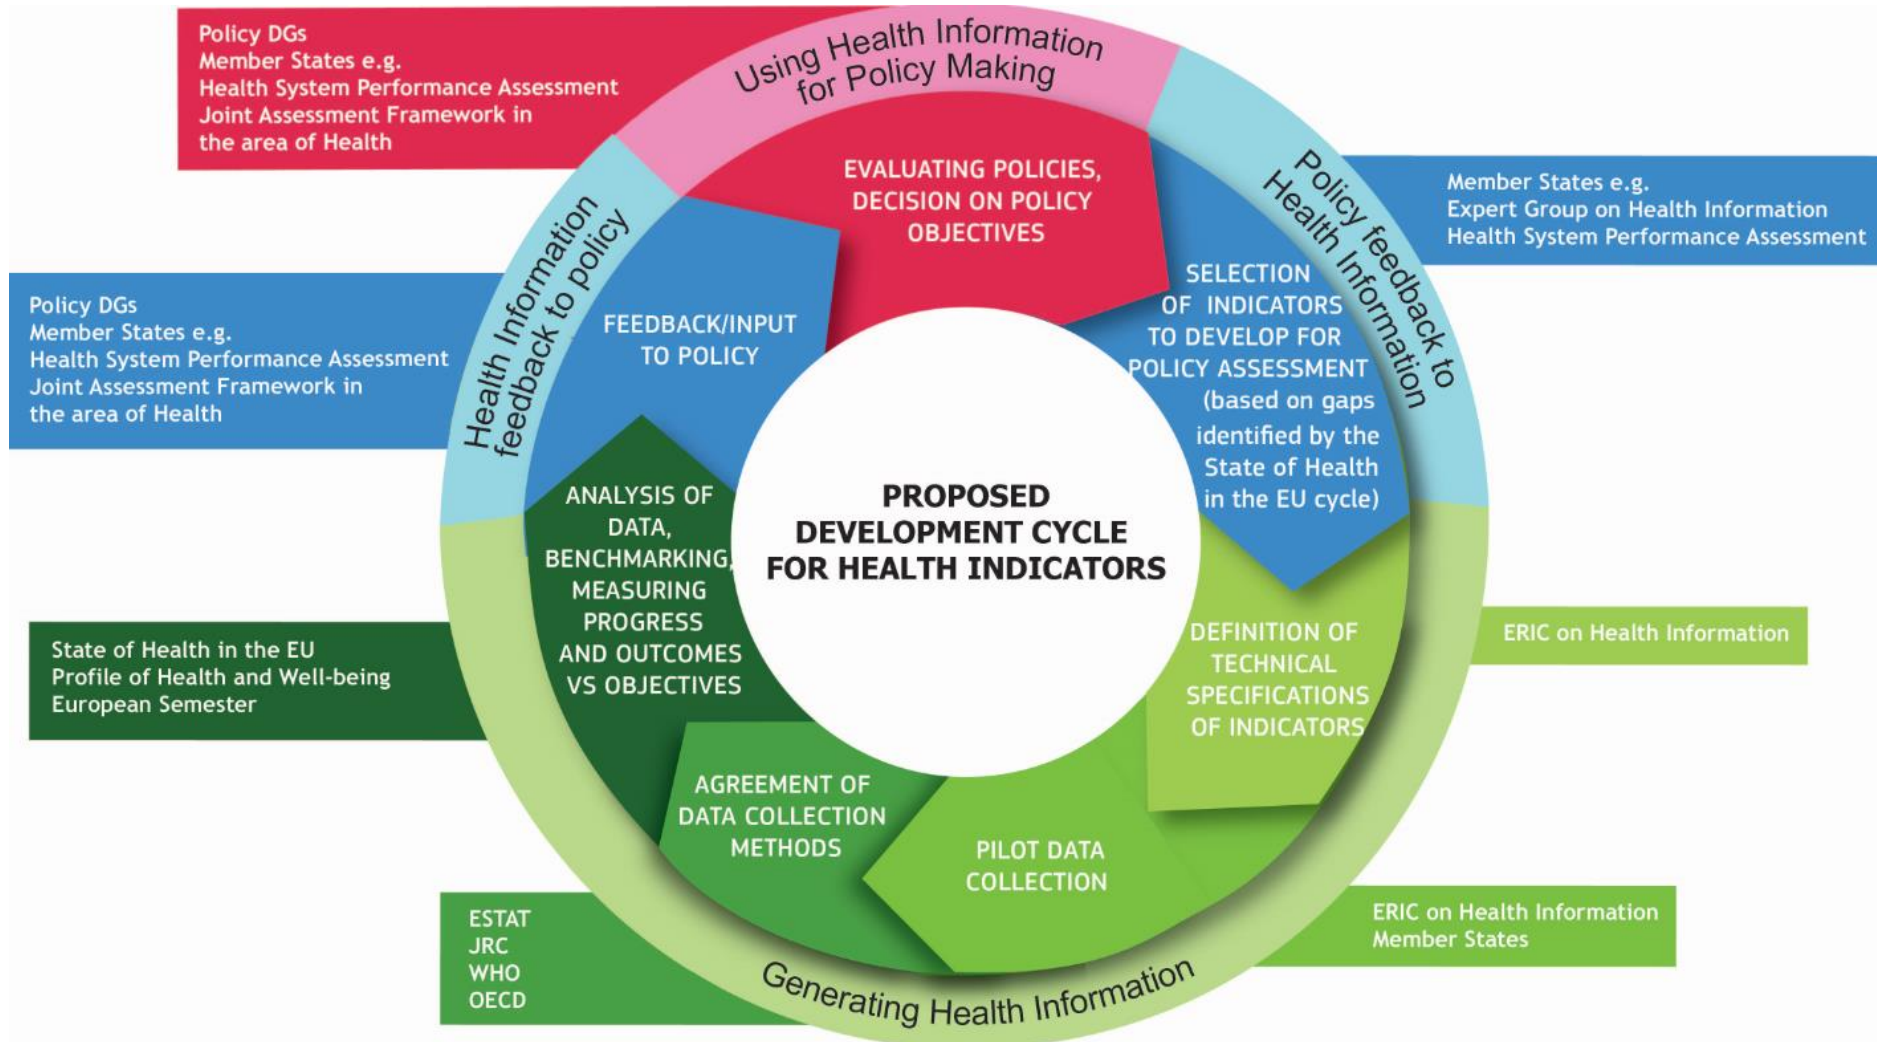 Policy DGs
Member States e.g.
Health System Performance Assessment
Joint Assessment Framework in
the area of Health
Using Health Information
for Policy Making
EVALUATING POLICIES,
DECISION ON POLICY
OBJECTIVES
Policy feedback to
Health Information
Member States e.g.
Expert Group on Health Information
Health System Performance Assessment
SELECTION
OF INDICATORS
TO DEVELOP FOR
POLICY ASSESSMENT
(based on gaps
identified by the
State of Health
in the EU cycle)
Health Information
feedback to policy
Policy DGs
Member States e.g.
Health System Performance Assessment
Joint Assessment Framework in
the area of Health
FEEDBACK/INPUT
TO POLICY
PROPOSED
DEVELOPMENT CYCLE
FOR HEALTH INDICATORS
ANALYSIS OF
DATA,
BENCHMARKING,
MEASURING
PROGRESS
AND OUTCOMES
VS OBJECTIVES
State of Health in the EU
Profile of Health and Well-being
European Semester
DEFINITION OF
TECHNICAL
SPECIFICATIONS
OF INDICATORS
ERIC on Health Information
AGREEMENT OF
DATA COLLECTION
METHODS
PILOT DATA
COLLECTION
ERIC on Health Information
Member States
ESTAT
JRC
WHO
OECD
Generating Health Information